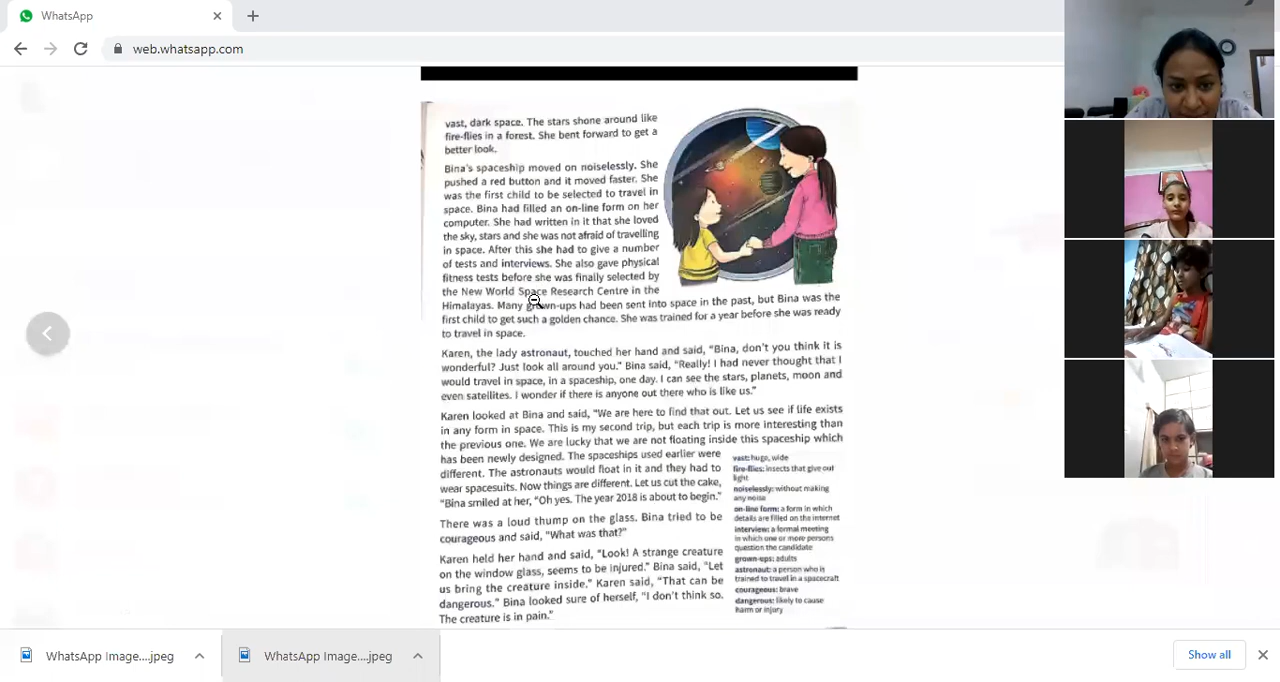 WhatsApp
web.whatsapp.com
vast, dark space. The stars shone around like
fire-flies in a forest. She bent forward to get a
better look.
Bina's spaceship moved on noiselessly. She
pushed a red button and it moved faster. She
was the first child to be selected to travel in
space. Bina had filled an on-line form on her
computer. She had written in it that she loved
the sky, stars and she was not afraid of travelling
in space. After this she had to give a number
of tests and interviews. She also gave physical
fitness tests before she was finally selected by
the New World Space Research Centre in the
Himalayas. Many grown-ups had been sent into space in the past, but Bina was the
first child to get such a golden chance. She was trained for a year before she was ready
to travel in space.
Karen, the lady astronaut, touched her hand and said, "Bina, don't you think it is
wonderful? Just look all around you." Bina said, "Really! I had never thought that I
would travel in space, in a spaceship, one day. I can see the stars, planets, moon and
even satellites. I wonder if there is anyone out there who is like us."
Karen looked at Bina and said, "We are here to find that out. Let us see if life exists
in any form in space. This is my second trip, but each trip is more interesting than
the previous one. We are lucky that we are not floating inside this spaceship which
has been newly designed. The spaceships used earlier were
different. The astronauts would float in it and they had to
wear spacesuits. Now things are different. Let us cut the cake,
"Bina smiled at her, "Oh yes. The year 2018 is about to begin."
There was a loud thump on the glass. Bina tried to be
courageous and said, "What was that?"
Karen held her hand and said, "Look! A strange creature
on the window glass, seems to be injured." Bina said, "Let
us bring the creature inside." Karen said, "That can be
dangerous." Bina looked sure of herself, "I don't think so.
The creature is in pain."
vast: huge, wide
fire-flies: insects that give out
light
noiselessly: without making
any noise
on-line form: a form in which
details are filled on the internet
interview: a formal meeting
in which one or more persons
question the candidate
grown-ups: adults
astronaut: a person who is
trained to travel in a spacecraft
courageous: brave
dangerous: likely to cause
harm or injury
WhatsApp Image....jpeg
WhatsApp Image....jpeg
Show all